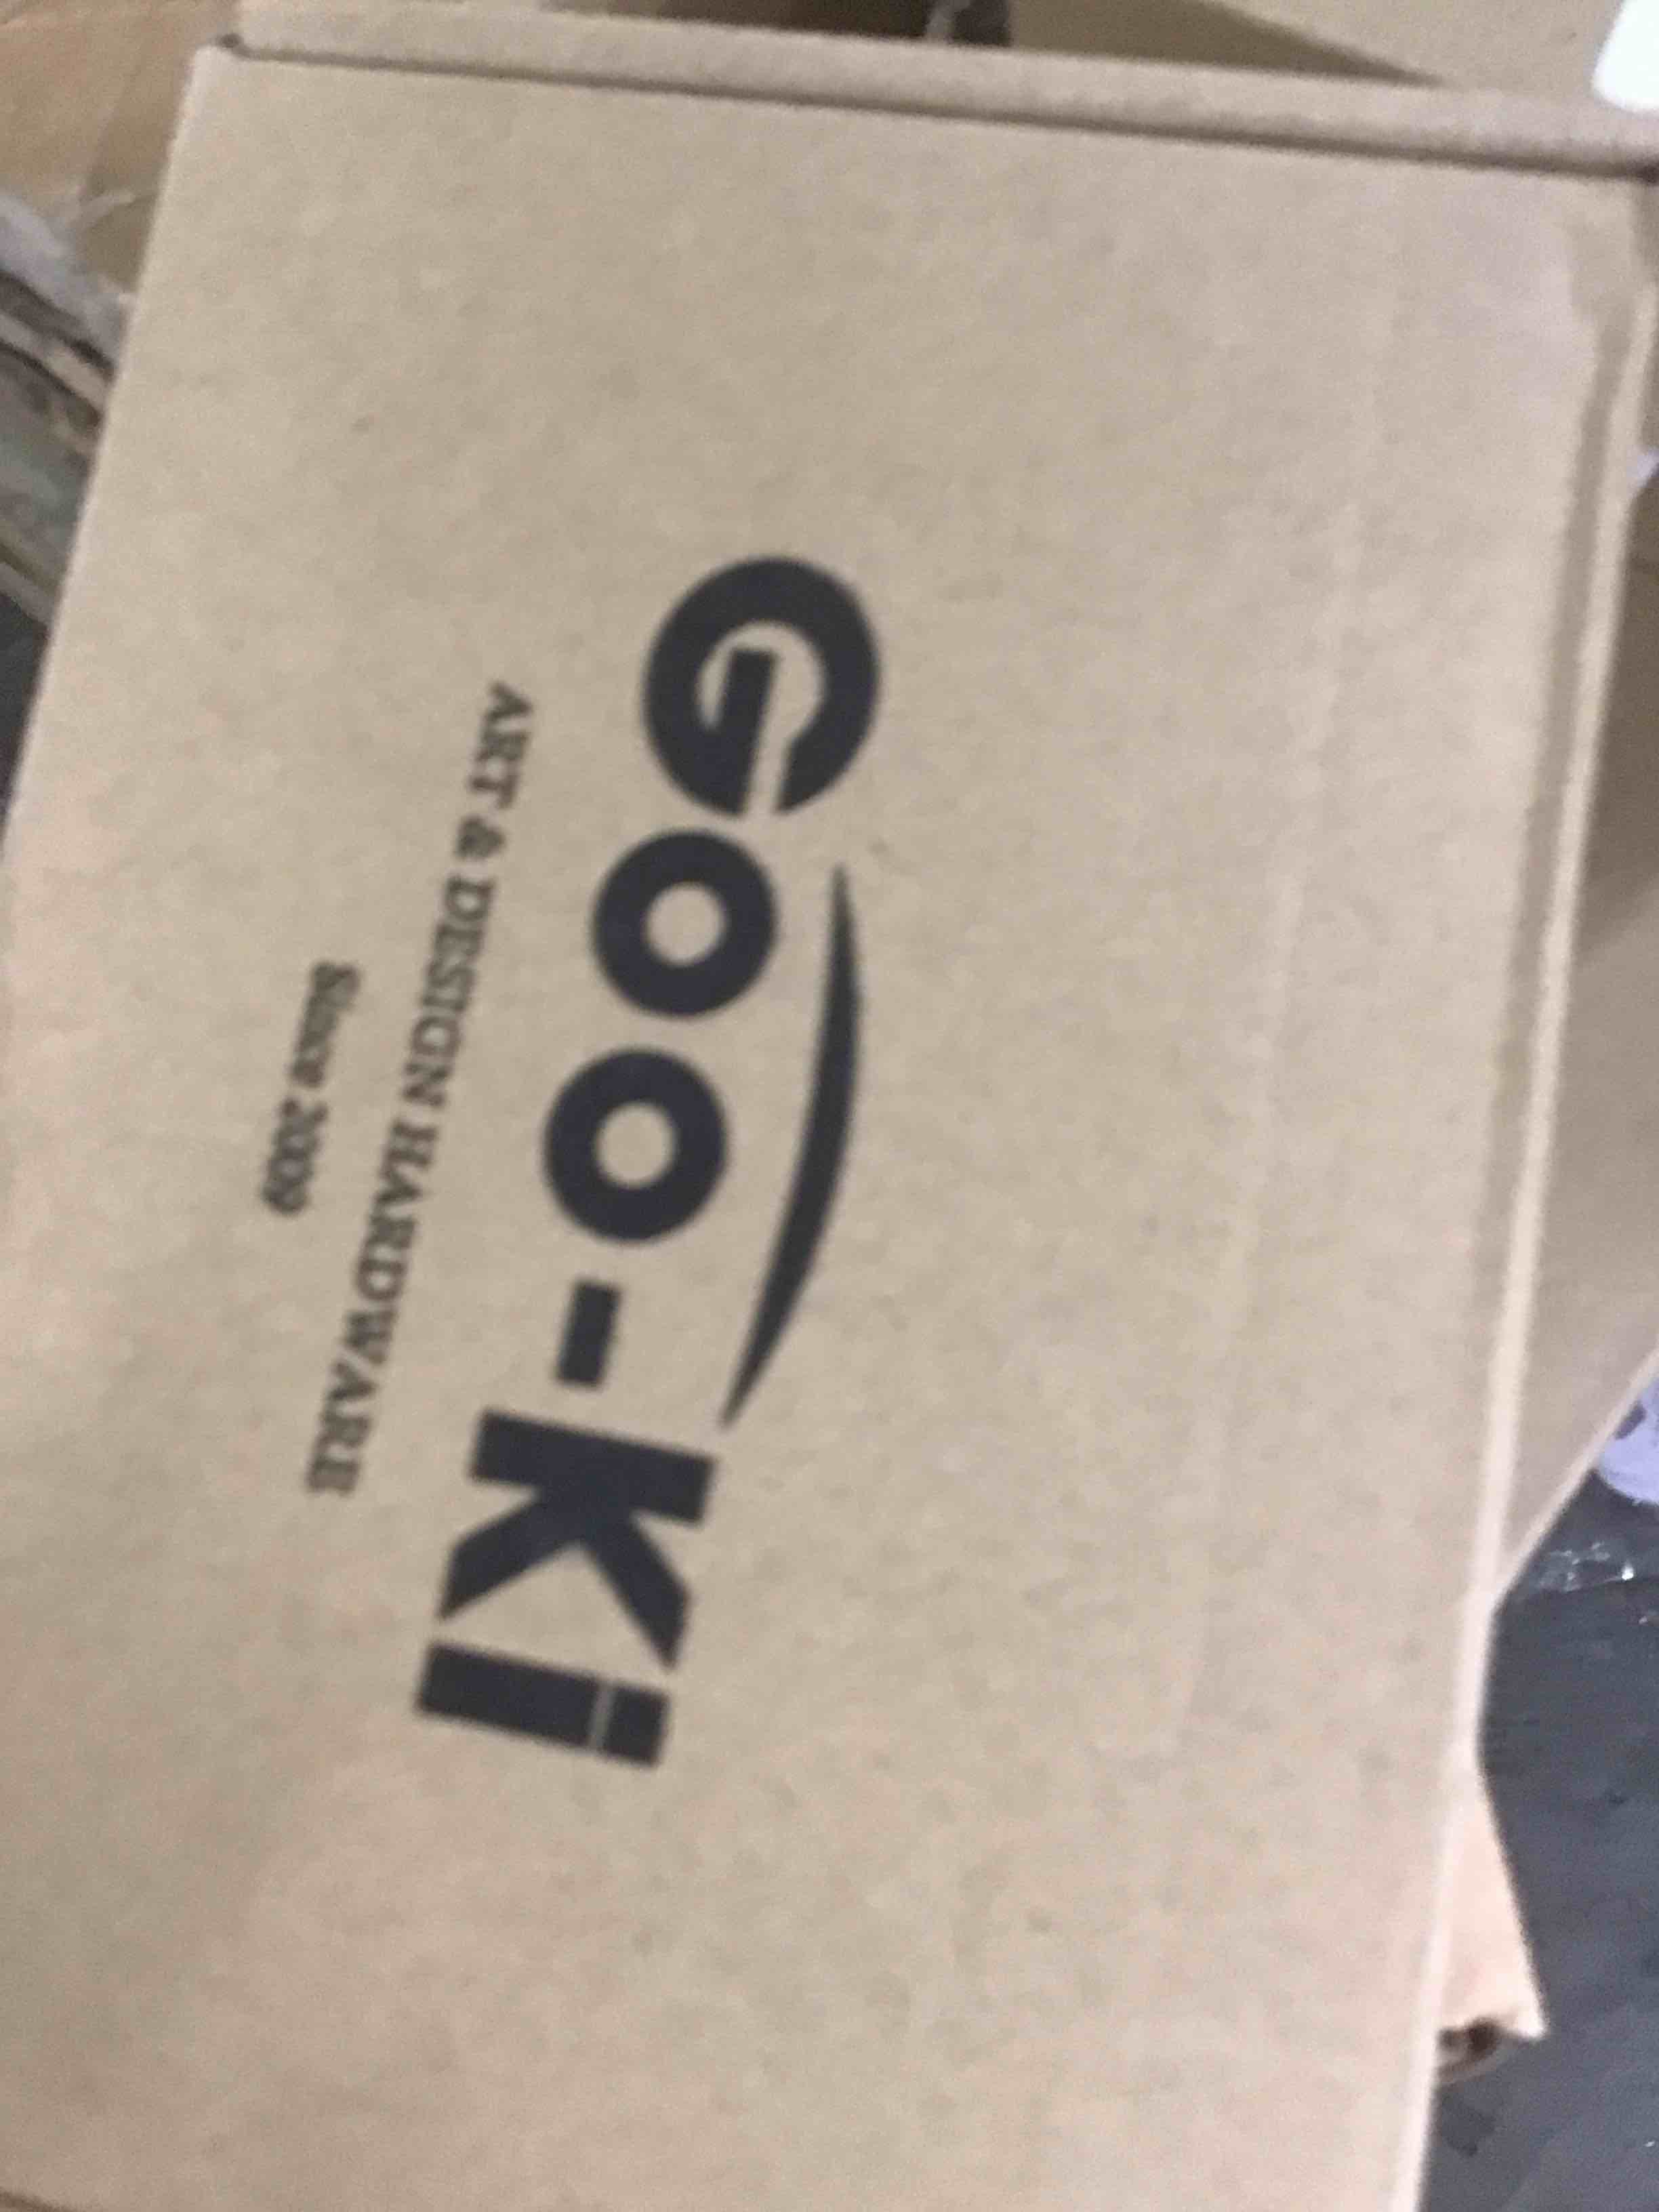 Goo-Ki
ART & DESIGN HARDWARE
Since 2009